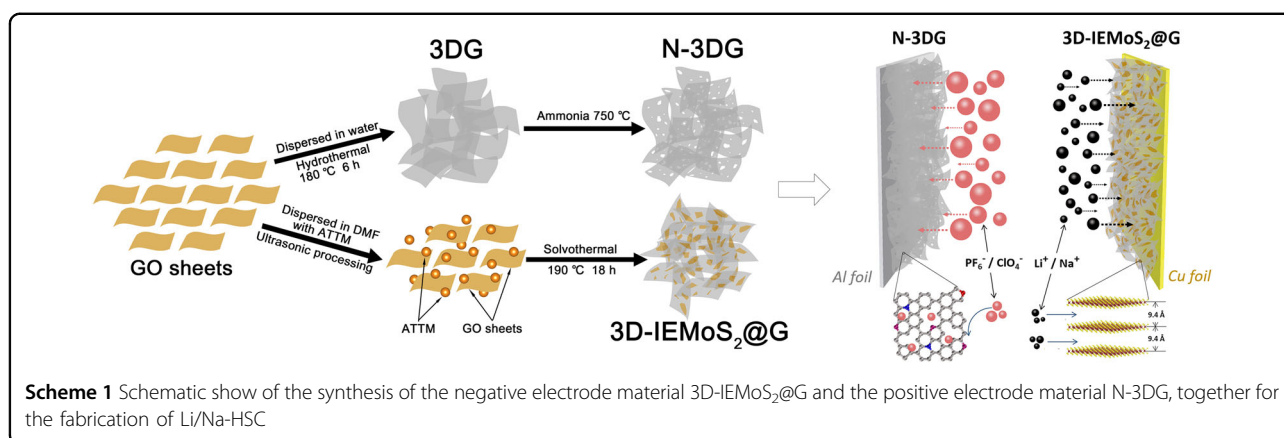 3DG
N-3DG
Dispersed in water
Hydrothermal
180 °C 6 h
Ammonia 750 °C
GO sheets
Dispersed in DMF
with ATTM
Ultrasonic processing
ATTM
GO sheets
Solvothermal
190 °C 18 h
3D-IEMoS₂@G
N-3DG
3D-IEMoS₂@G
Al foil
PF₆⁻ / ClO₄⁻
Li⁺ / Na⁺
Cu foil
9.4 Å
9.4 Å
Scheme 1 Schematic show of the synthesis of the negative electrode material 3D-IEMoS₂@G and the positive electrode material N-3DG, together for
the fabrication of Li/Na-HSC